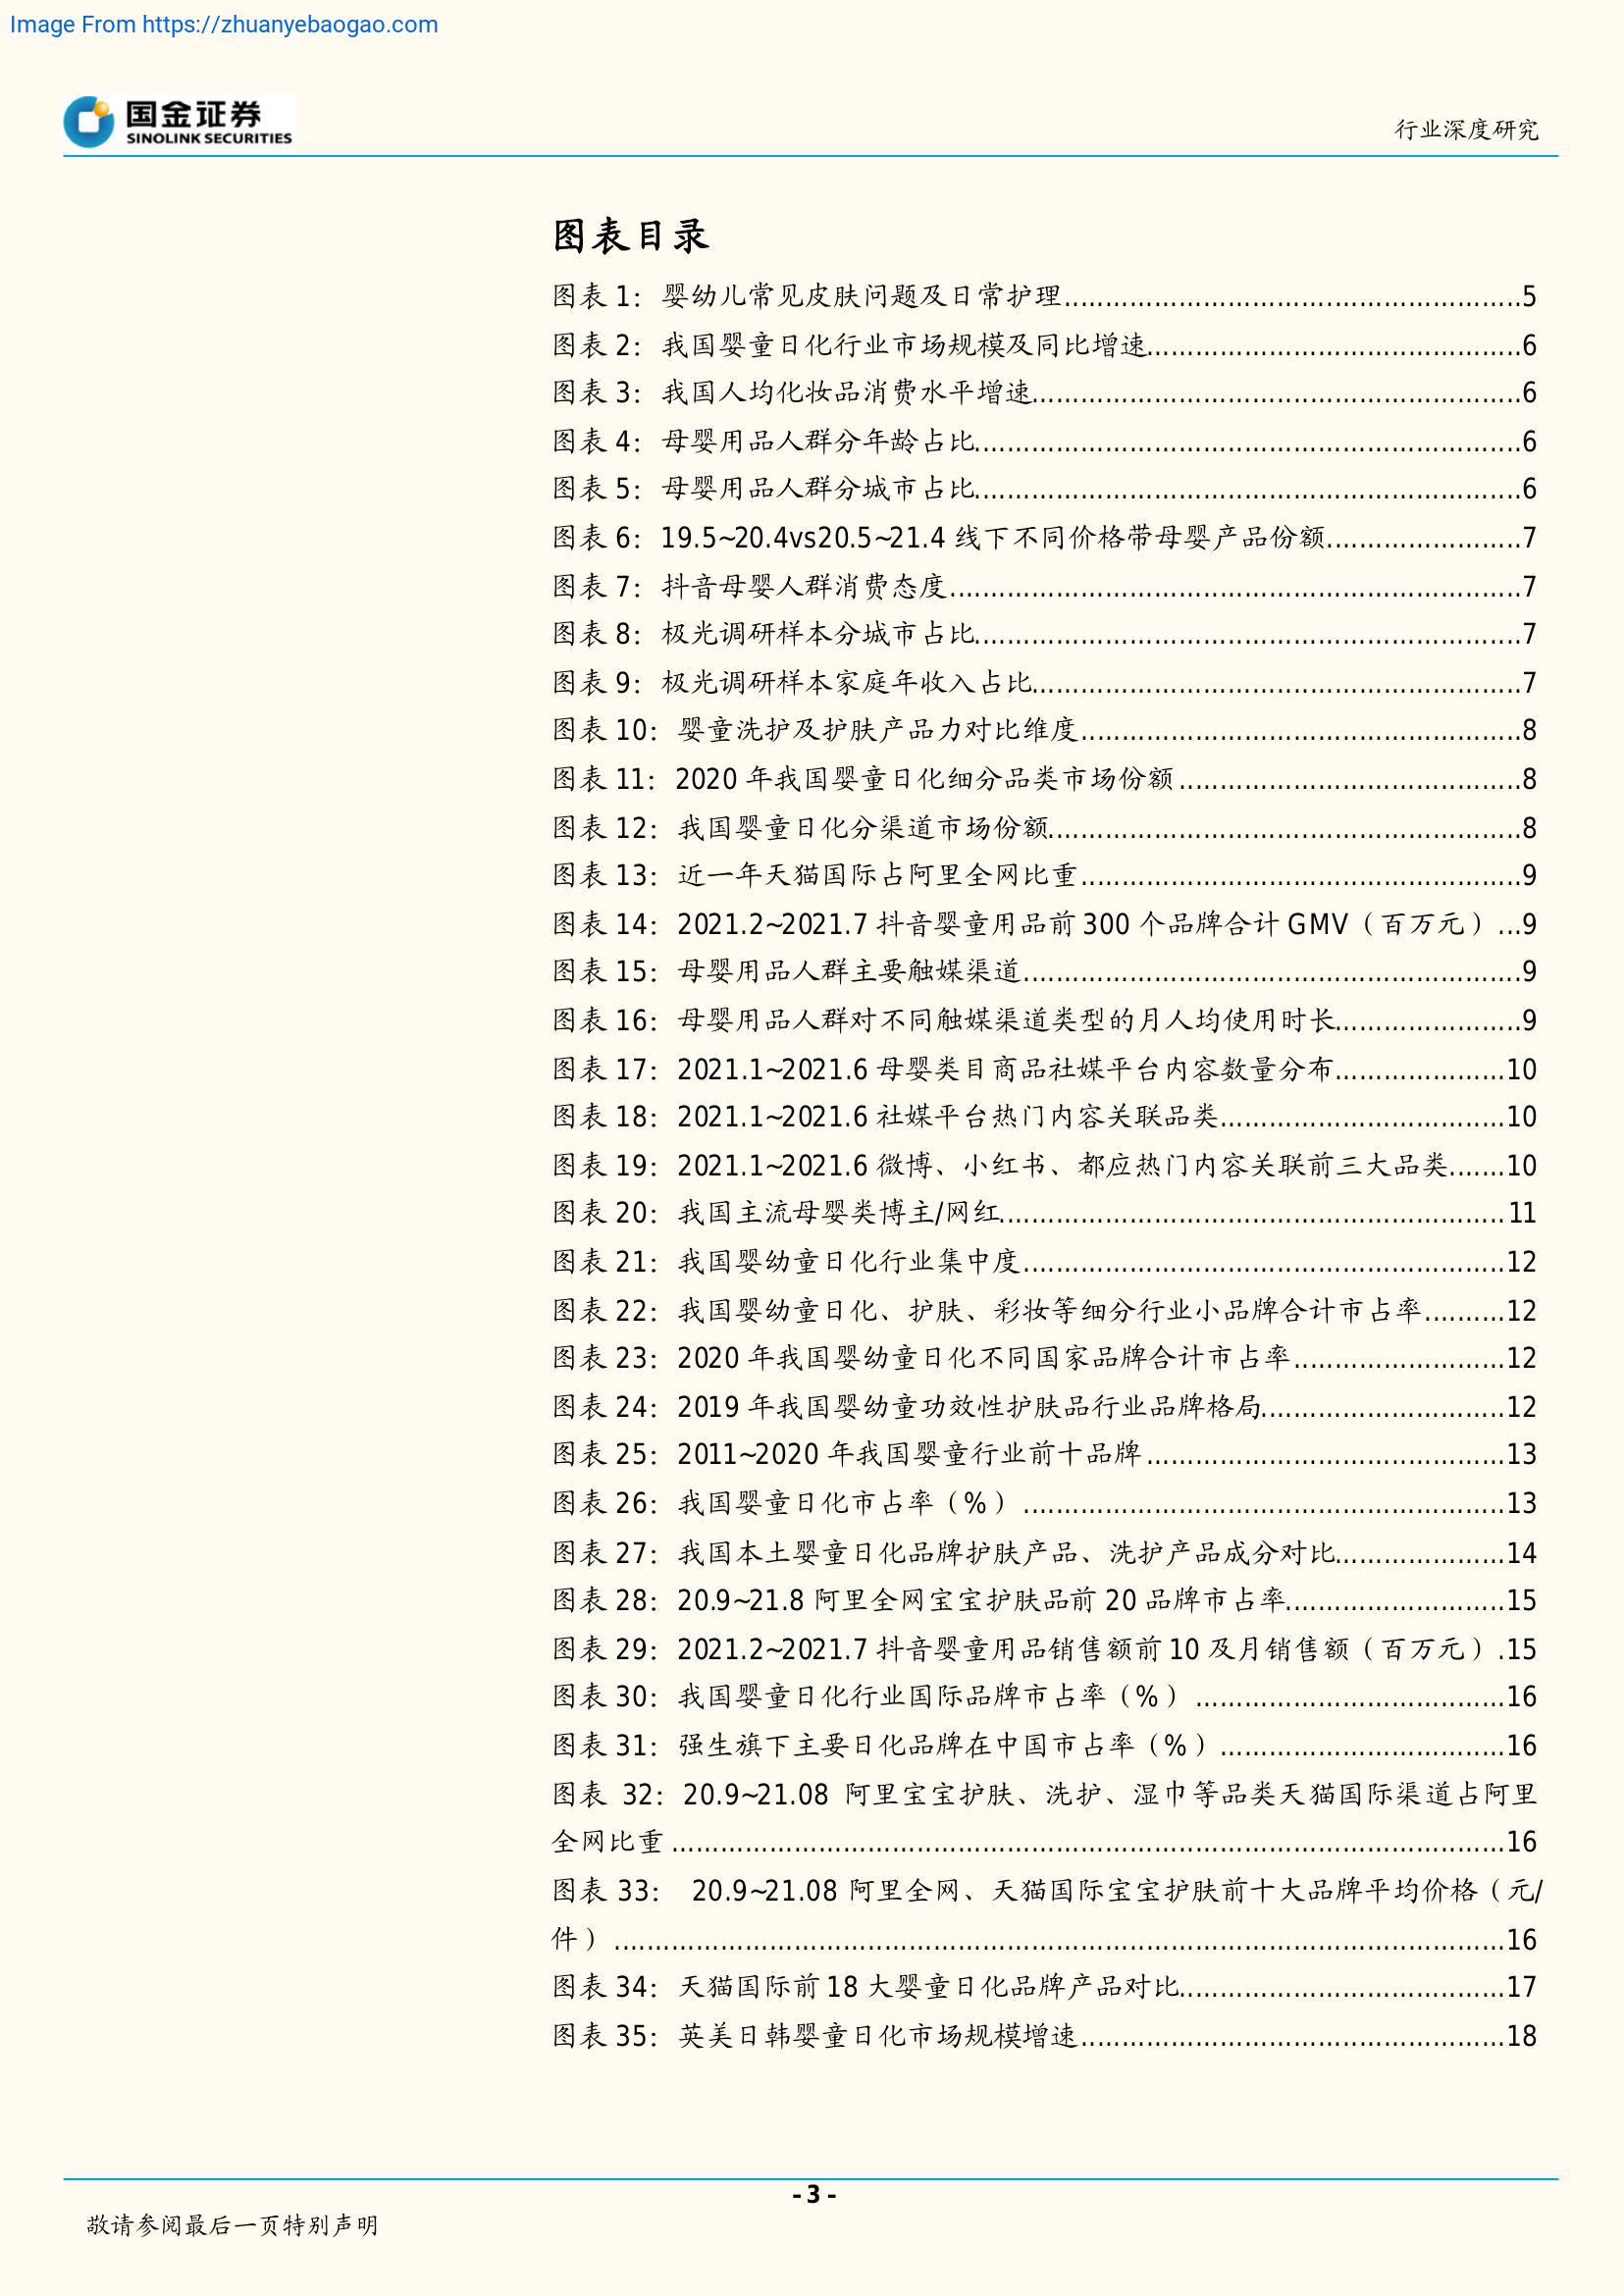 Image From https://zhuanyebaogao.com
国金证券
SINOLINK SECURITIES
行业深度研究
图表目录
图表 1：婴幼儿常见皮肤问题及日常护理........................................................5
图表 2：我国婴童日化行业市场规模及同比增速..............................................6
图表 3：我国人均化妆品消费水平增速............................................................6
图表 4：母婴用品人群分年龄占比...................................................................6
图表 5：母婴用品人群分城市占比...................................................................6
图表 6：19.5~20.4vs20.5~21.4 线下不同价格带母婴产品份额........................7
图表 7：抖音母婴人群消费态度......................................................................7
图表 8：极光调研样本分城市占比...................................................................7
图表 9：极光调研样本家庭年收入占比............................................................7
图表 10：婴童洗护及护肤产品力对比维度......................................................8
图表 11：2020 年我国婴童日化细分品类市场份额..........................................8
图表 12：我国婴童日化分渠道市场份额..........................................................8
图表 13：近一年天猫国际占阿里全网比重......................................................9
图表 14：2021.2~2021.7 抖音婴童用品前 300 个品牌合计 GMV（百万元）...9
图表 15：母婴用品人群主要触媒渠道.............................................................9
图表 16：母婴用品人群对不同触媒渠道类型的月人均使用时长.......................9
图表 17：2021.1~2021.6 母婴类目商品社媒平台内容数量分布.....................10
图表 18：2021.1~2021.6 社媒平台热门内容关联品类...................................10
图表 19：2021.1~2021.6 微博、小红书、都应热门内容关联前三大品类.......10
图表 20：我国主流母婴类博主/网红..............................................................11
图表 21：我国婴幼童日化行业集中度...........................................................12
图表 22：我国婴幼童日化、护肤、彩妆等细分行业小品牌合计市占率..........12
图表 23：2020 年我国婴幼童日化不同国家品牌合计市占率..........................12
图表 24：2019 年我国婴幼童功效性护肤品行业品牌格局..............................12
图表 25：2011~2020 年我国婴童行业前十品牌............................................13
图表 26：我国婴童日化市占率（%）...........................................................13
图表 27：我国本土婴童日化品牌护肤产品、洗护产品成分对比.....................14
图表 28：20.9~21.8 阿里全网宝宝护肤品前 20 品牌市占率...........................15
图表 29：2021.2~2021.7 抖音婴童用品销售额前 10 及月销售额（百万元）.15
图表 30：我国婴童日化行业国际品牌市占率（%）......................................16
图表 31：强生旗下主要日化品牌在中国市占率（%）...................................16
图表 32：20.9~21.08 阿里宝宝护肤、洗护、湿巾等品类天猫国际渠道占阿里
全网比重......................................................................................................16
图表 33： 20.9~21.08 阿里全网、天猫国际宝宝护肤前十大品牌平均价格（元/
件）.............................................................................................................16
图表 34：天猫国际前 18 大婴童日化品牌产品对比........................................17
图表 35：英美日韩婴童日化市场规模增速....................................................18
- 3 -
敬请参阅最后一页特别声明